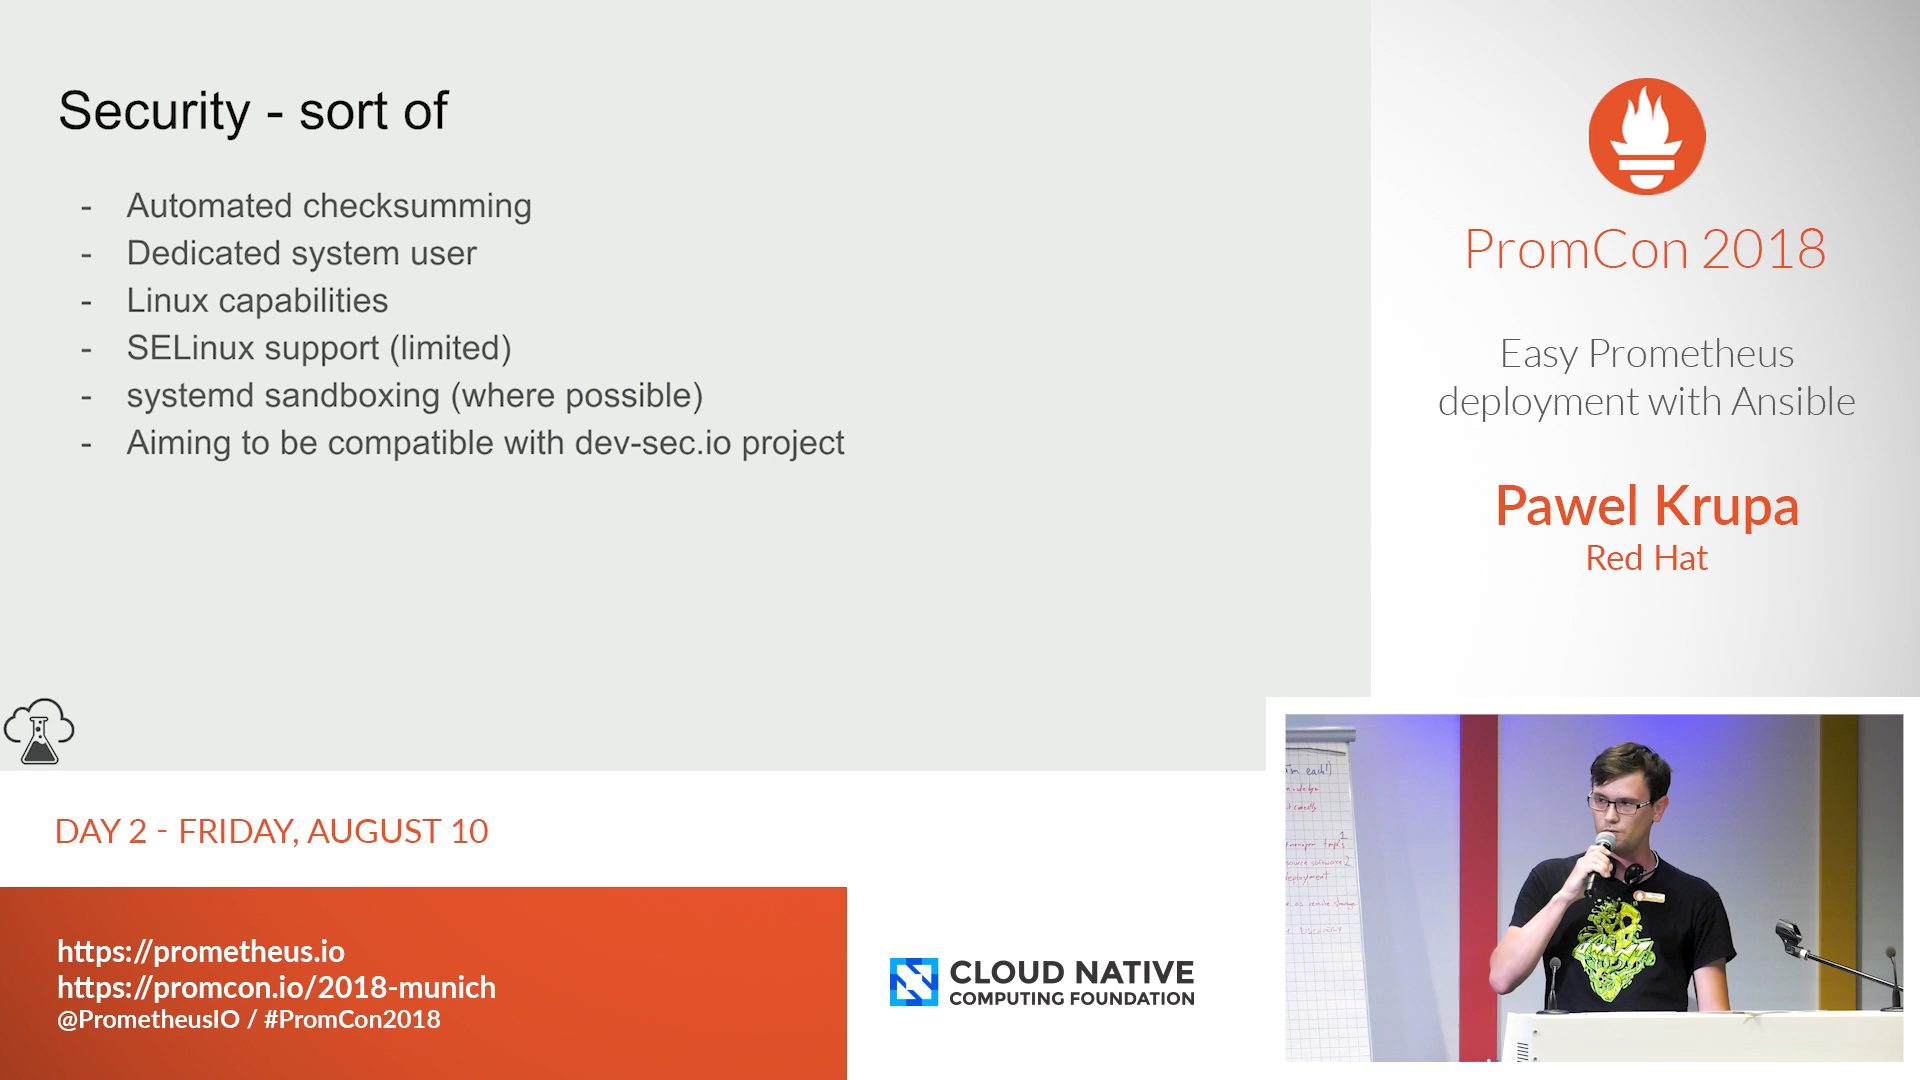 Security - sort of
- Automated checksumming
- Dedicated system user
- Linux capabilities
- SELinux support (limited)
- systemd sandboxing (where possible)
- Aiming to be compatible with dev-sec.io project
PromCon 2018
Easy Prometheus
deployment with Ansible
Pawel Krupa
Red Hat
DAY 2 - FRIDAY, AUGUST 10
https://prometheus.io
https://promcon.io/2018-munich
@PrometheusIO / #PromCon2018
CLOUD NATIVE
COMPUTING FOUNDATION
each!)
deployment